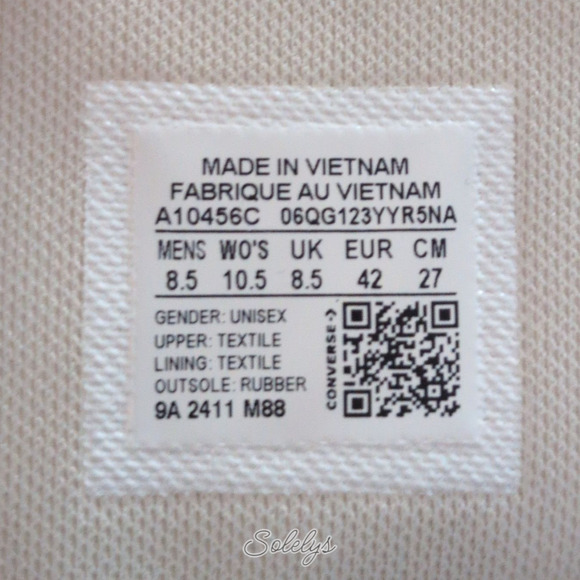 MADE IN VIETNAM
FABRIQUE AU VIETNAM
A10456C 06QG123YYR5NA
MENS WO'S UK EUR CM
8.5 10.5 8.5 42 27
GENDER: UNISEX
UPPER: TEXTILE
LINING: TEXTILE
OUTSOLE: RUBBER
9A 2411 M88
CONVERSE
Solelys